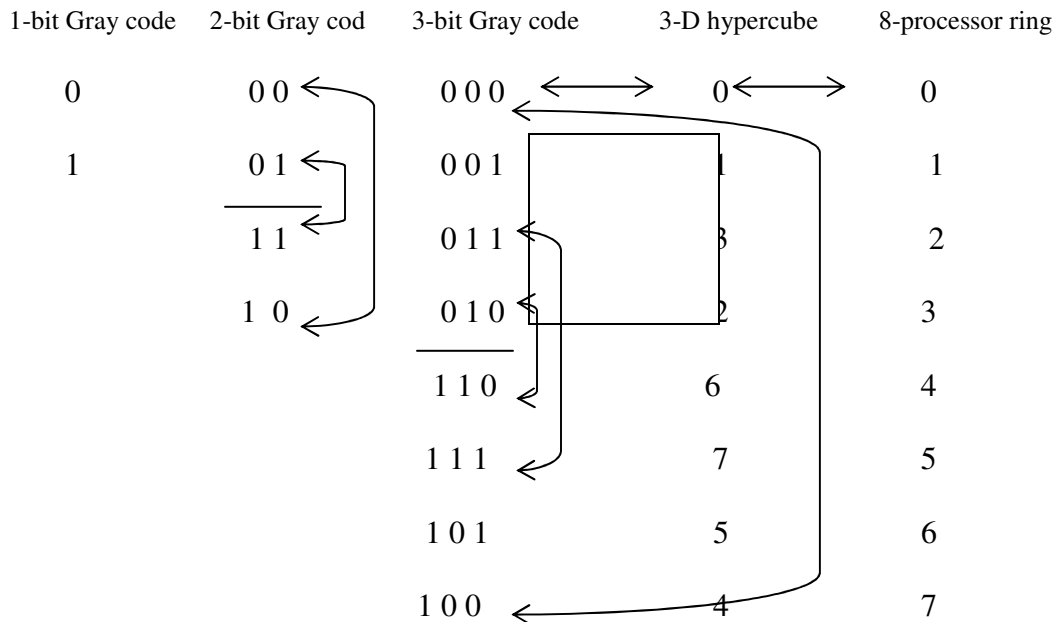 1-bit Gray code 2-bit Gray cod 3-bit Gray code 3-D hypercube 8-processor ring
0 0 0 0 0 0 0 0
1 0 1 0 0 1 1 1
1 1 0 1 1 3 2
1 0 0 1 0 2 3
1 1 0 6 4
1 1 1 7 5
1 0 1 5 6
1 0 0 4 7